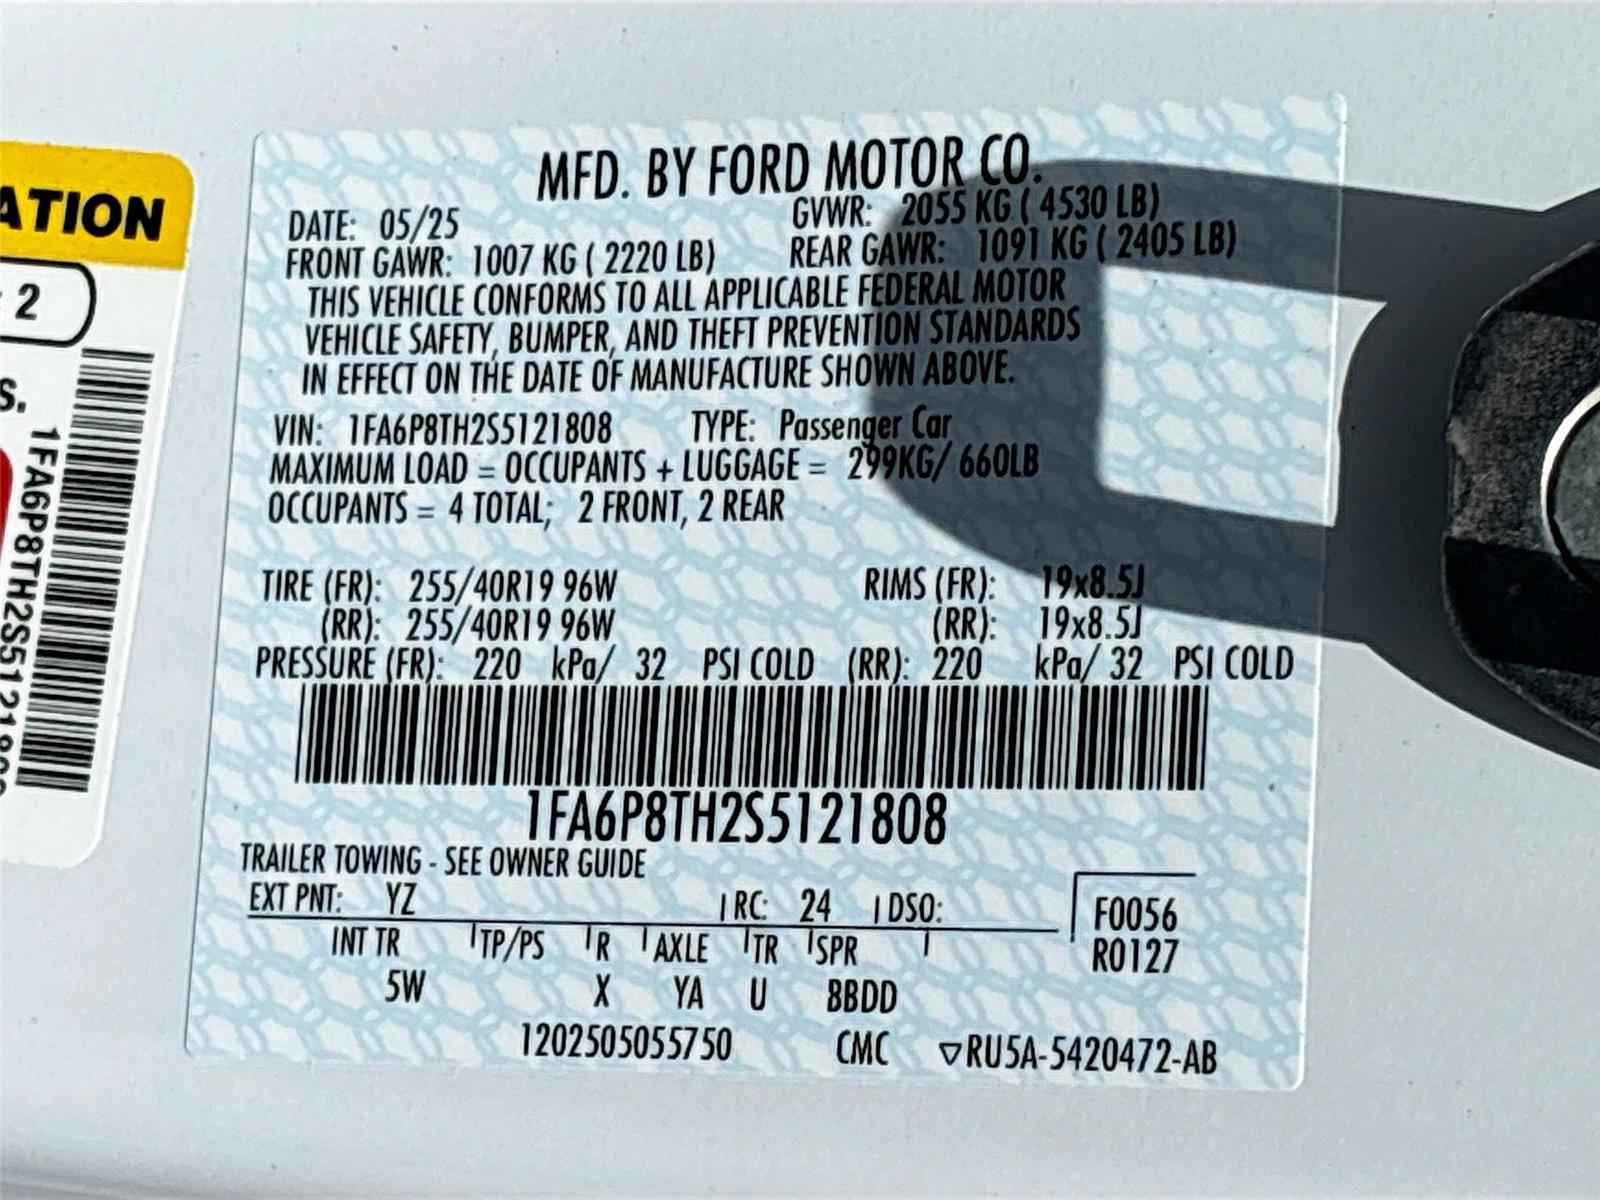 ATION
2
S.
1FA6P8TH2S5121808
MFD. BY FORD MOTOR CO.
DATE: 05/25 GVWR: 2055 KG ( 4530 LB)
FRONT GAWR: 1007 KG ( 2220 LB) REAR GAWR: 1091 KG ( 2405 LB)
THIS VEHICLE CONFORMS TO ALL APPLICABLE FEDERAL MOTOR
VEHICLE SAFETY, BUMPER, AND THEFT PREVENTION STANDARDS
IN EFFECT ON THE DATE OF MANUFACTURE SHOWN ABOVE.
VIN: 1FA6P8TH2S5121808 TYPE: Passenger Car
MAXIMUM LOAD = OCCUPANTS + LUGGAGE = 299KG/ 660LB
OCCUPANTS = 4 TOTAL; 2 FRONT, 2 REAR
TIRE (FR): 255/40R19 96W RIMS (FR): 19x8.5J
(RR): 255/40R19 96W (RR): 19x8.5J
PRESSURE (FR): 220 kPa/ 32 PSI COLD (RR): 220 kPa/ 32 PSI COLD
1FA6P8TH2S5121808
TRAILER TOWING - SEE OWNER GUIDE
EXT PNT: YZ RC: 24 DSO: F0056
INT TR TP/PS R AXLE TR SPR R0127
5W X YA U 8BDD
1202505055750 CMC ▽RU5A-5420472-AB